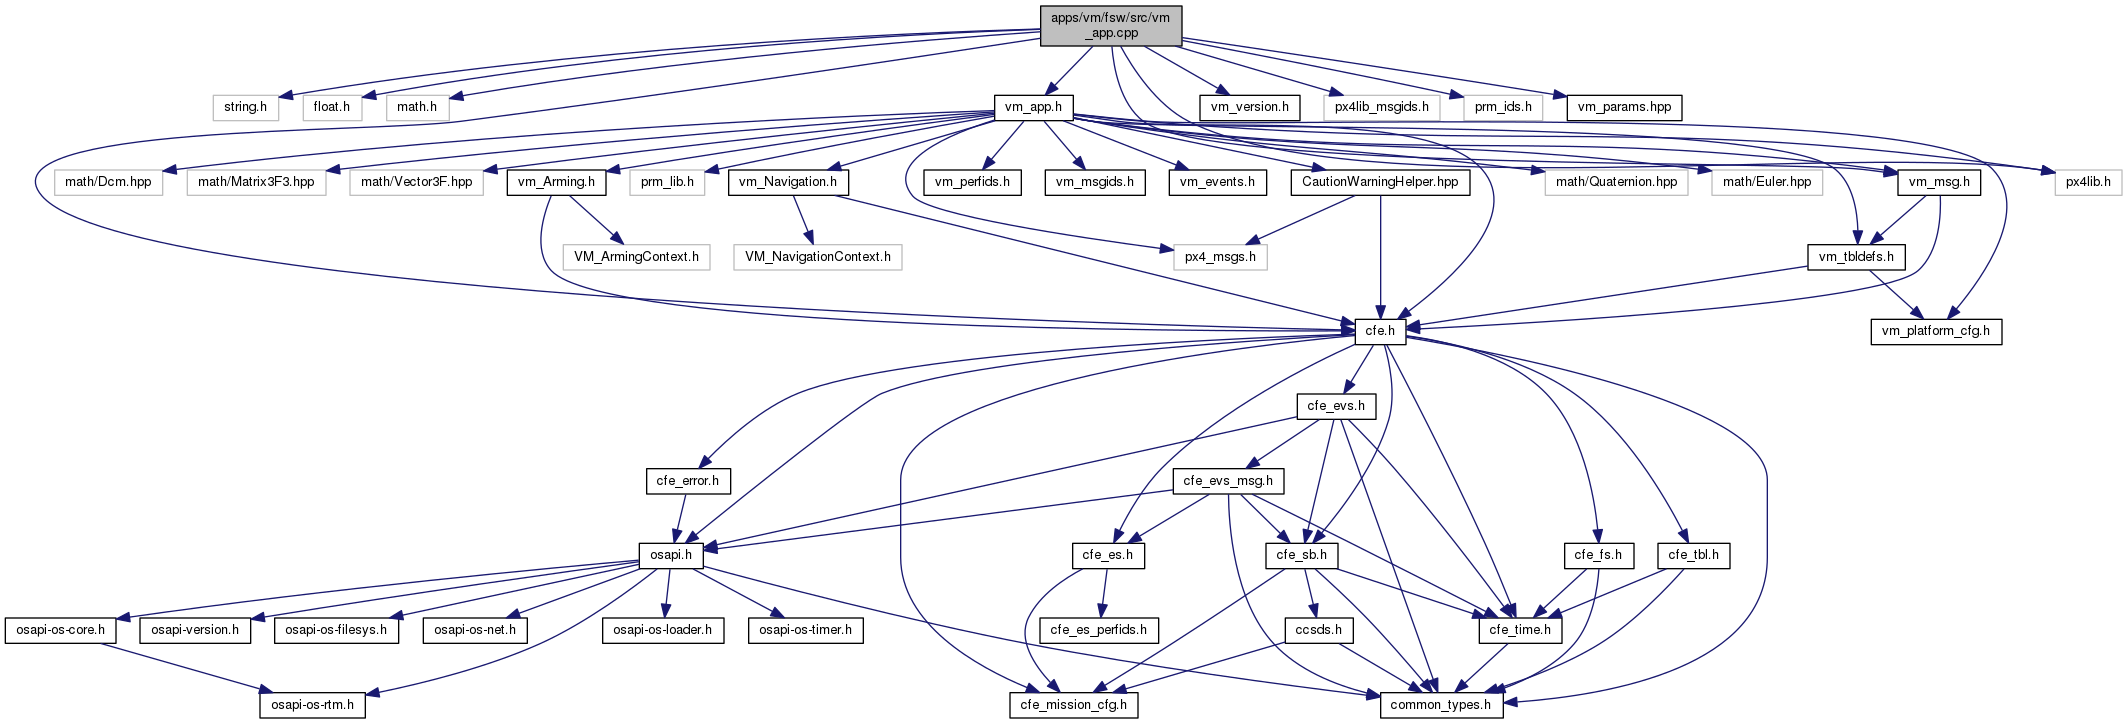 apps/vm/fsw/src/vm
_app.cpp
string.h
float.h
math.h
vm_app.h
vm_version.h
px4lib_msgids.h
prm_ids.h
vm_params.hpp
math/Dcm.hpp
math/Matrix3F3.hpp
math/Vector3F.hpp
vm_Arming.h
prm_lib.h
vm_Navigation.h
vm_perfids.h
vm_msgids.h
vm_events.h
CautionWarningHelper.hpp
math/Quaternion.hpp
math/Euler.hpp
vm_msg.h
px4lib.h
VM_ArmingContext.h
VM_NavigationContext.h
px4_msgs.h
vm_tbldefs.h
cfe.h
vm_platform_cfg.h
cfe_evs.h
cfe_error.h
cfe_evs_msg.h
osapi.h
cfe_es.h
cfe_sb.h
cfe_fs.h
cfe_tbl.h
osapi-os-core.h
osapi-version.h
osapi-os-filesys.h
osapi-os-net.h
osapi-os-loader.h
osapi-os-timer.h
cfe_es_perfids.h
ccsds.h
cfe_time.h
osapi-os-rtm.h
cfe_mission_cfg.h
common_types.h